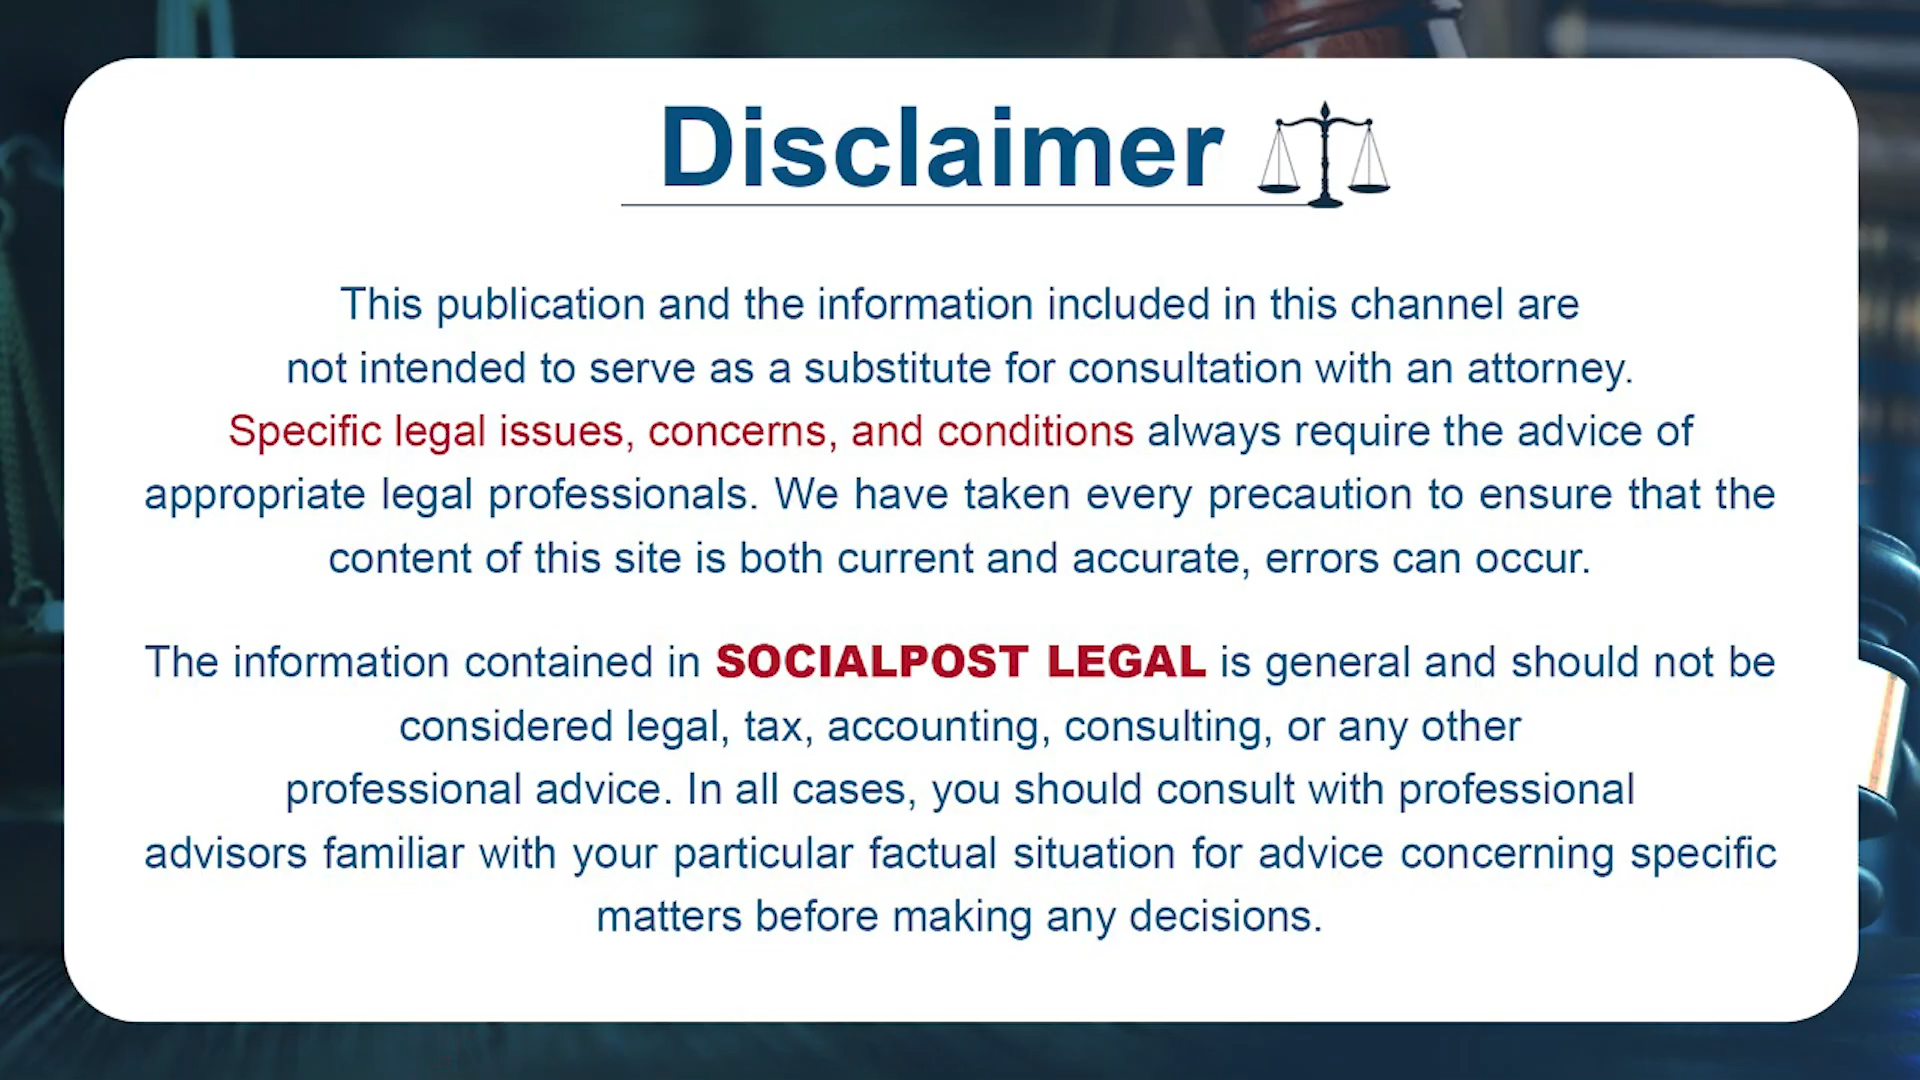 Disclaimer
This publication and the information included in this channel are
not intended to serve as a substitute for consultation with an attorney.
Specific legal issues, concerns, and conditions always require the advice of
appropriate legal professionals. We have taken every precaution to ensure that the
content of this site is both current and accurate, errors can occur.
The information contained in SOCIALPOST LEGAL is general and should not be
considered legal, tax, accounting, consulting, or any other
professional advice. In all cases, you should consult with professional
advisors familiar with your particular factual situation for advice concerning specific
matters before making any decisions.